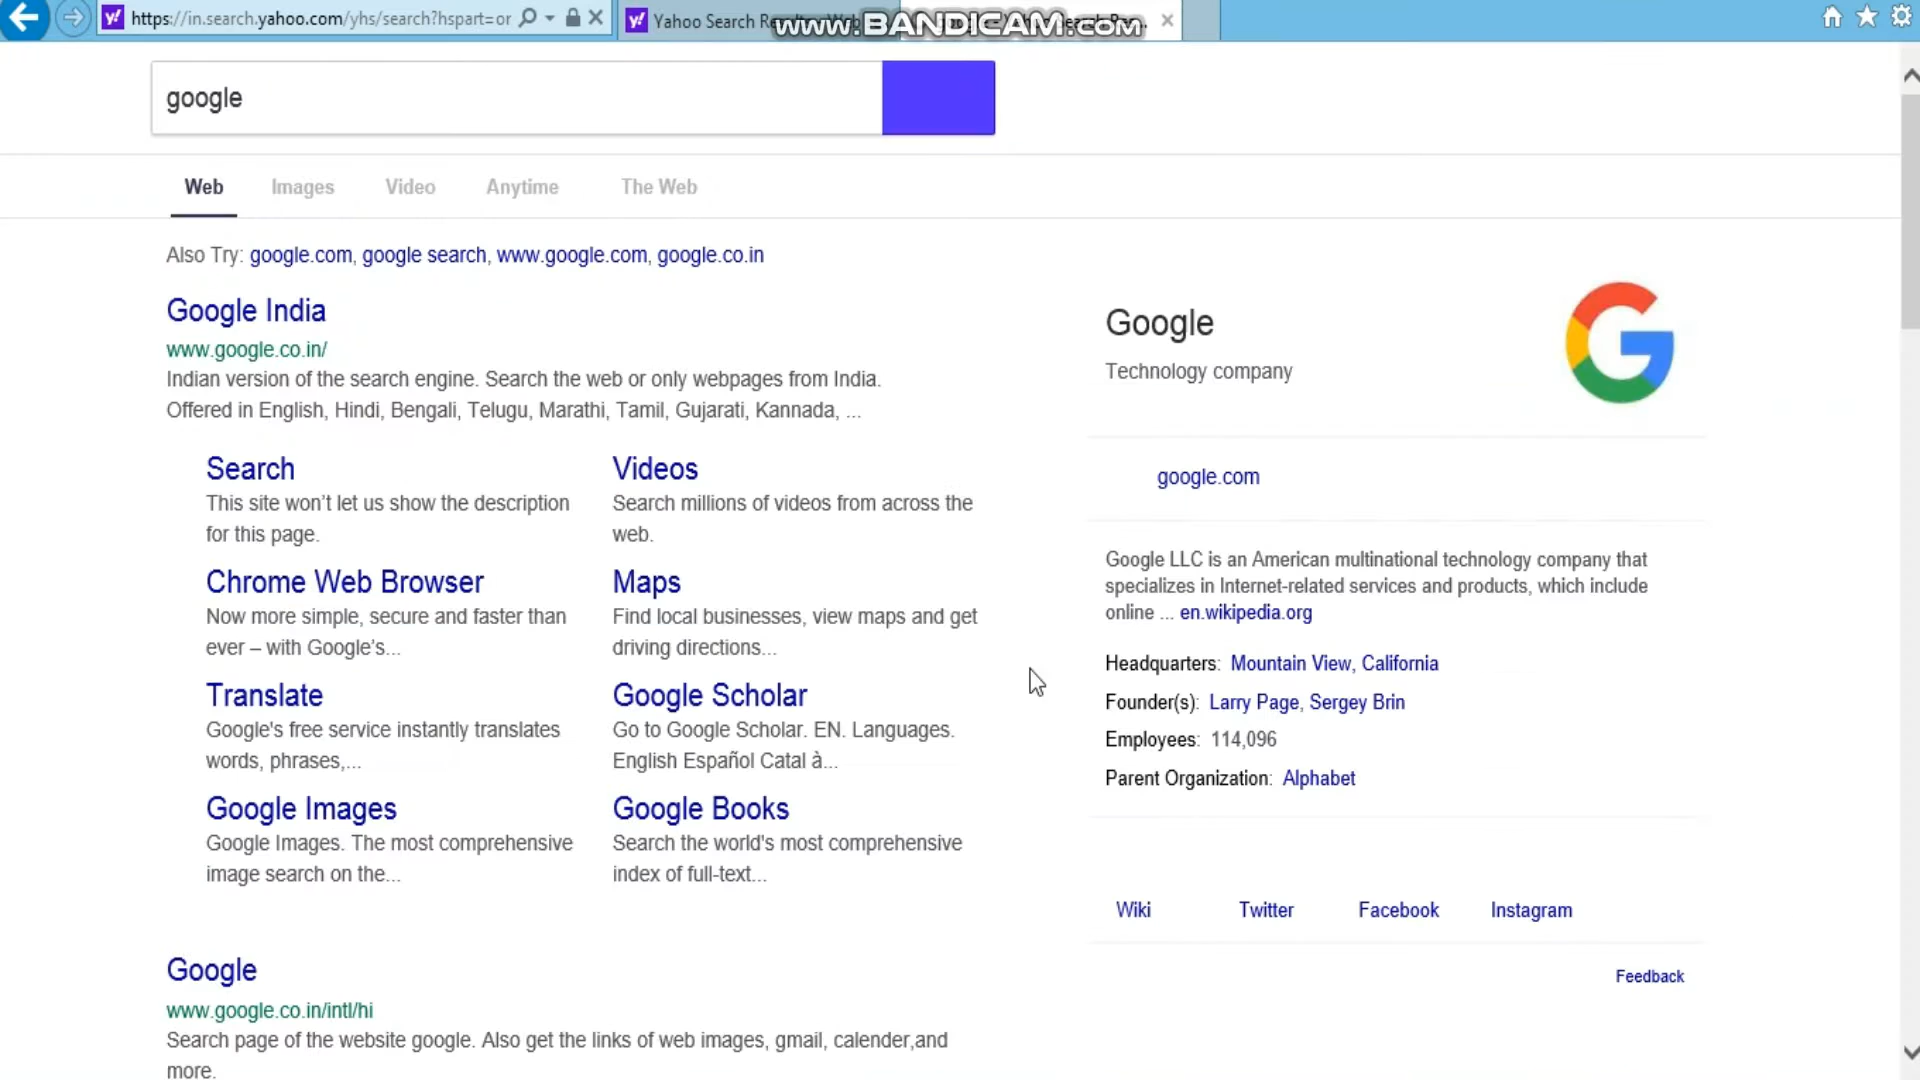 https://in.search.yahoo.com/yhs/search?hspart=or
Yahoo Search Results Web
www.BANDICAM.com
google
Web Images Video Anytime The Web
Also Try: google.com, google search, www.google.com, google.co.in
Google India
www.google.co.in/
Indian version of the search engine. Search the web or only webpages from India.
Offered in English, Hindi, Bengali, Telugu, Marathi, Tamil, Gujarati, Kannada, ...
Search
This site won’t let us show the description
for this page.
Videos
Search millions of videos from across the
web.
Chrome Web Browser
Now more simple, secure and faster than
ever – with Google’s...
Maps
Find local businesses, view maps and get
driving directions...
Translate
Google's free service instantly translates
words, phrases,...
Google Scholar
Go to Google Scholar. EN. Languages.
English Español Catal à...
Google Images
Google Images. The most comprehensive
image search on the...
Google Books
Search the world's most comprehensive
index of full-text...
Google
www.google.co.in/intl/hi
Search page of the website google. Also get the links of web images, gmail, calender,and
more.
Google
Technology company
google.com
Google LLC is an American multinational technology company that
specializes in Internet-related services and products, which include
online ... en.wikipedia.org
Headquarters: Mountain View, California
Founder(s): Larry Page, Sergey Brin
Employees: 114,096
Parent Organization: Alphabet
Wiki Twitter Facebook Instagram
Feedback